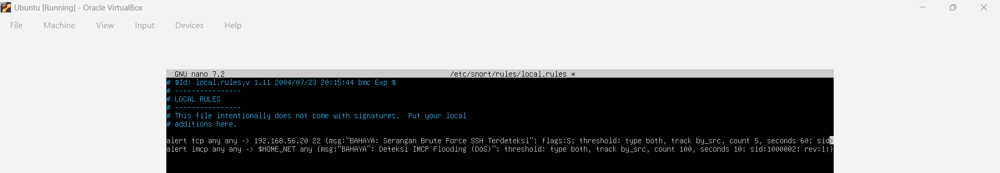 Ubuntu [Running] - Oracle VirtualBox
File Machine View Input Devices Help
GNU nano 7.2 /etc/snort/rules/local.rules *
# $Id: local.rules,v 1.11 2004/07/23 20:15:44 bmc Exp $
# ----------------
# LOCAL RULES
# ----------------
# This file intentionally does not come with signatures.  Put your local
# additions here.
alert tcp any any -> 192.168.56.20 22 (msg:"BAHAYA: Serangan Brute Force SSH Terdeteksi"; flags:S; threshold: type both, track by_src, count 5, seconds 60; sid>
alert imcp any any -> $HOME_NET any (msg;"BAHAYA": Deteksi IMCP Flooding (DoS)"; threshold: type both, track by_src, count 100, seconds 10; sid:1000002; rev:1;)